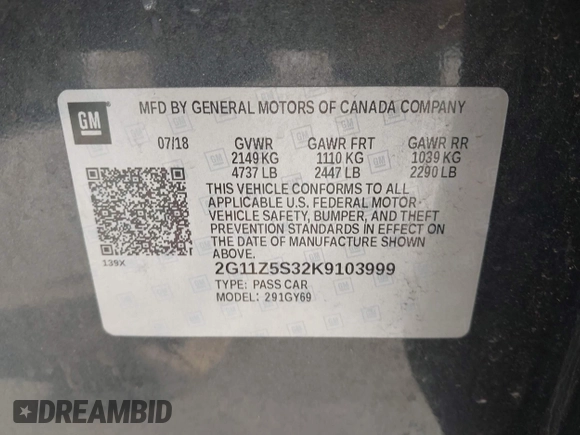 GM
MFD BY GENERAL MOTORS OF CANADA COMPANY
07/18 GVWR GAWR FRT GAWR RR
2149 KG 1110 KG 1039 KG
4737 LB 2447 LB 2290 LB
THIS VEHICLE CONFORMS TO ALL
APPLICABLE U.S. FEDERAL MOTOR
VEHICLE SAFETY, BUMPER, AND THEFT
PREVENTION STANDARDS IN EFFECT ON
THE DATE OF MANUFACTURE SHOWN
ABOVE.
139X
2G11Z5S32K9103999
TYPE: PASS CAR
MODEL: 291GY69
DREAMBID